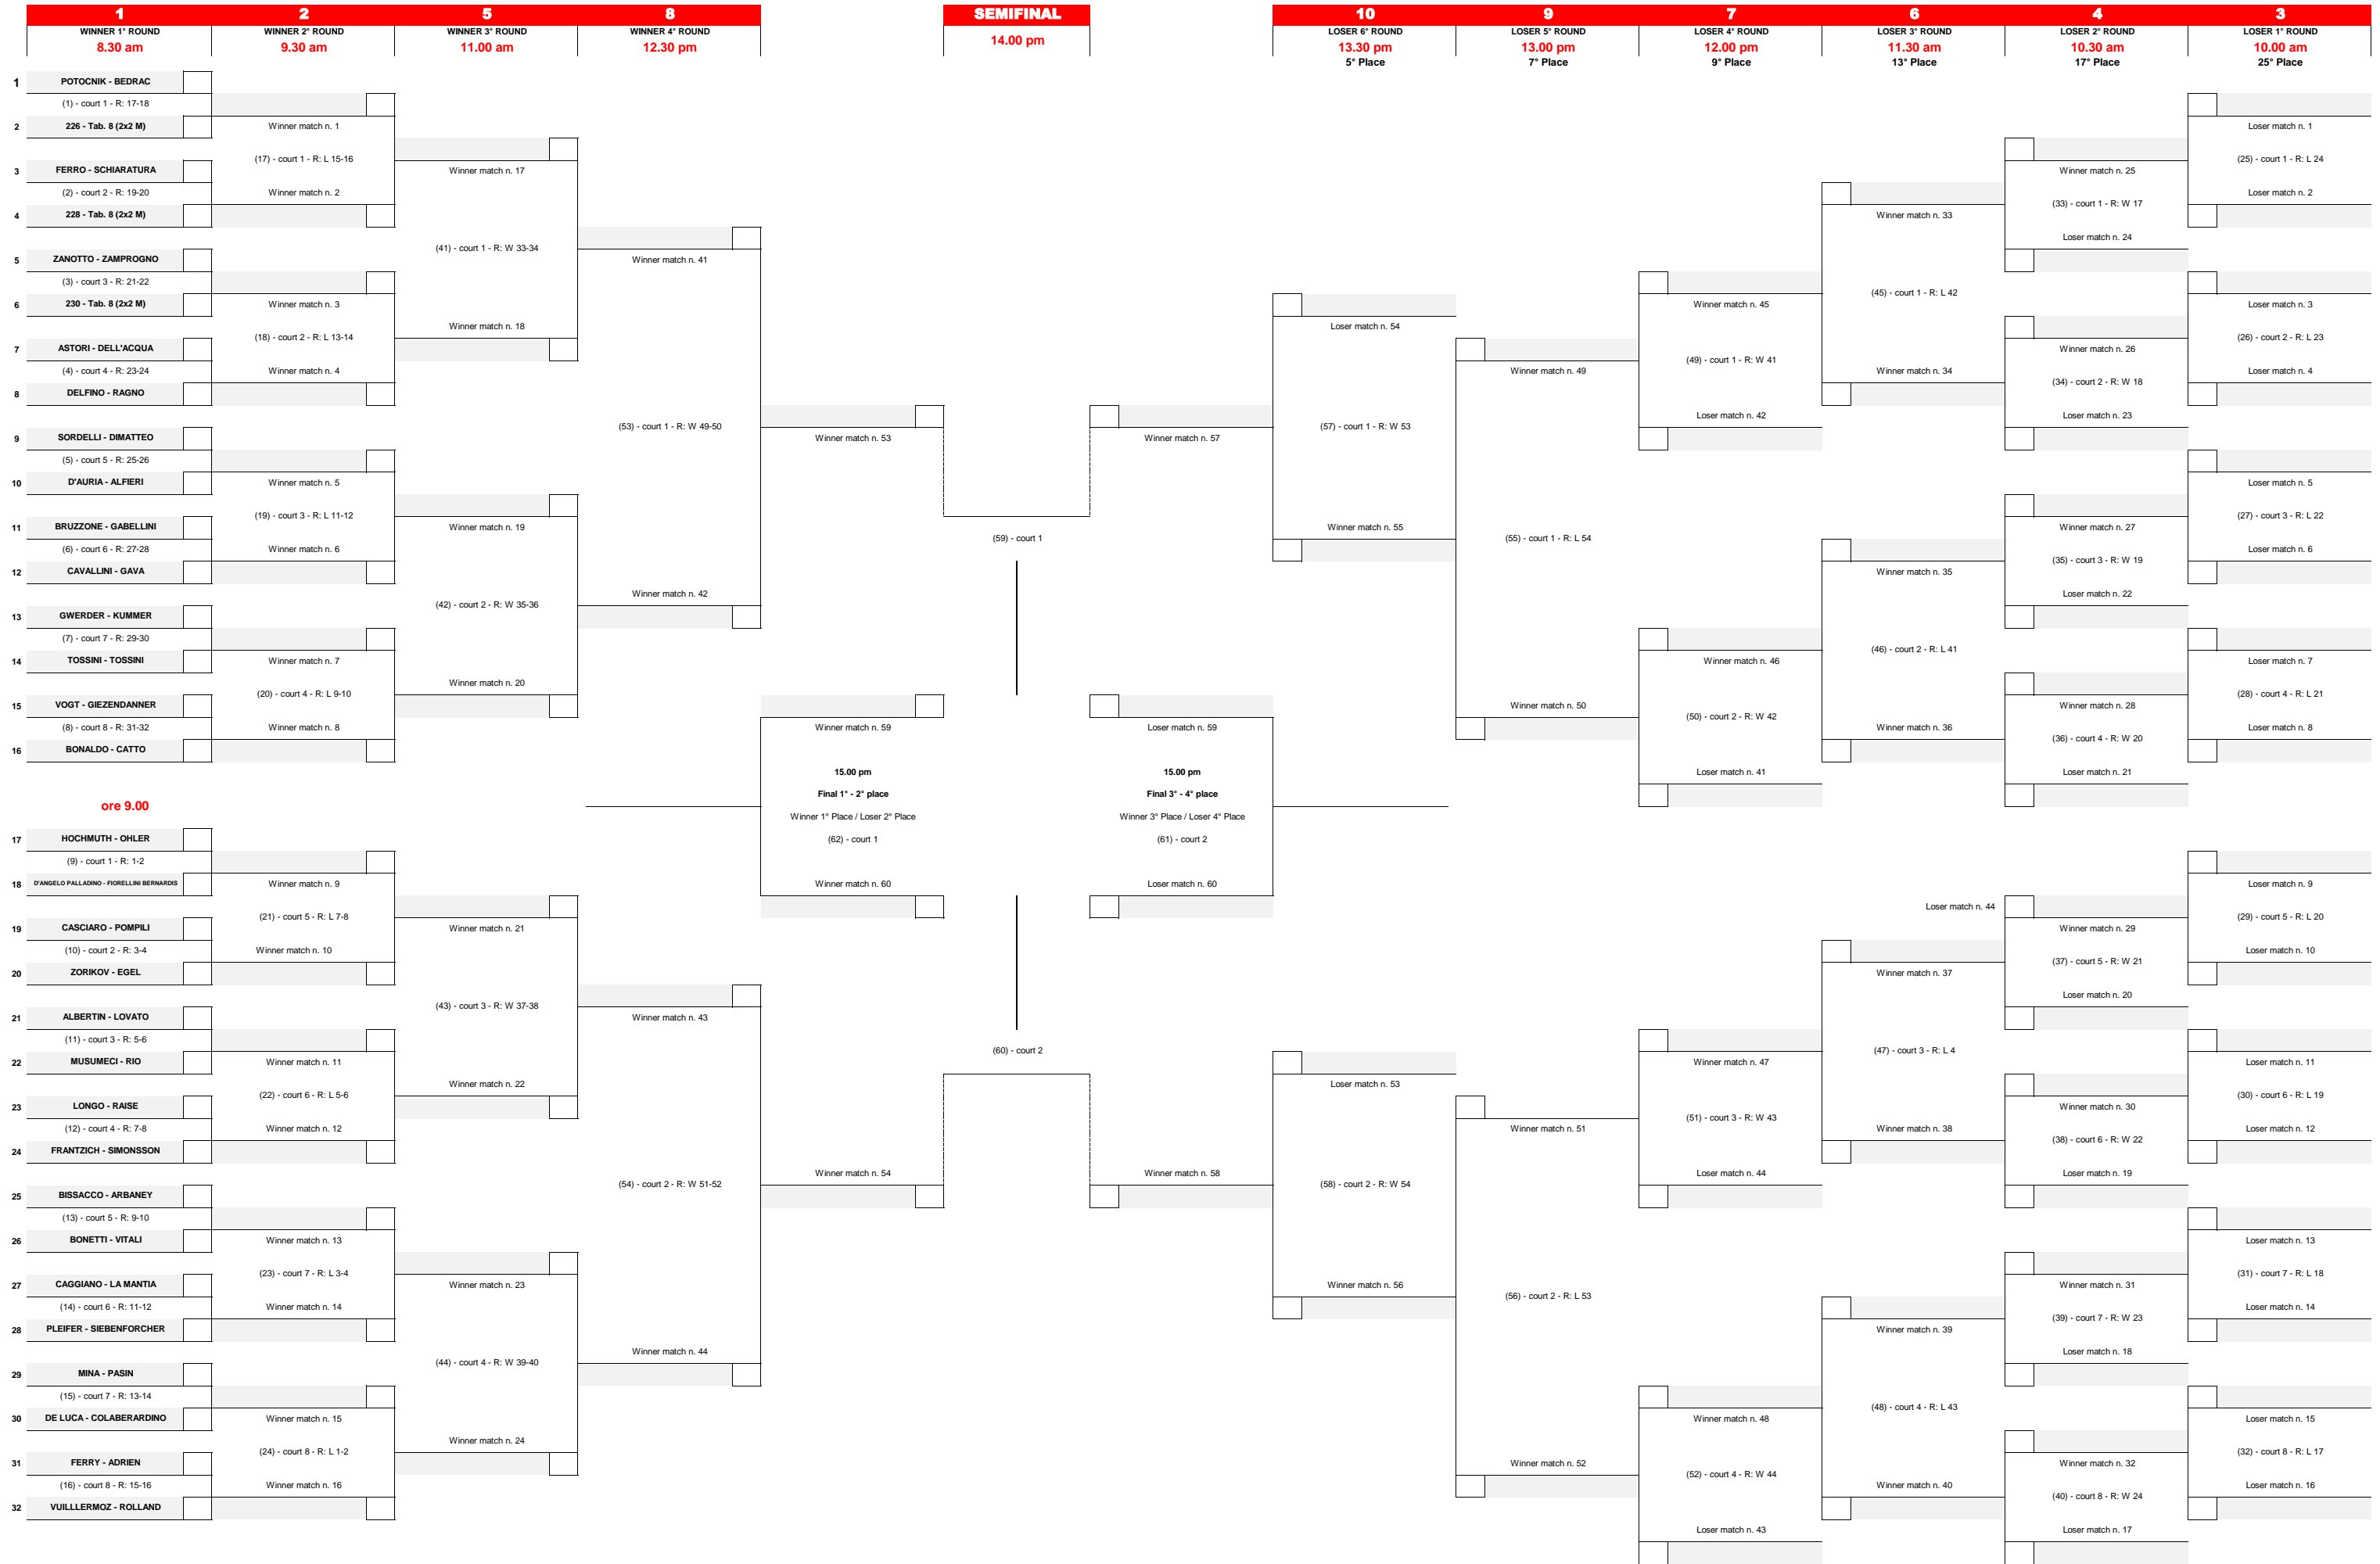 1
WINNER 1° ROUND
8.30 am
2
WINNER 2° ROUND
9.30 am
5
WINNER 3° ROUND
11.00 am
8
WINNER 4° ROUND
12.30 pm
SEMIFINAL
14.00 pm
10
LOSER 6° ROUND
13.30 pm
5° Place
9
LOSER 5° ROUND
13.00 pm
7° Place
7
LOSER 4° ROUND
12.00 pm
9° Place
6
LOSER 3° ROUND
11.30 am
13° Place
4
LOSER 2° ROUND
10.30 am
17° Place
3
LOSER 1° ROUND
10.00 am
25° Place
1 POTOCNIK - BEDRAC
(1) - court 1 - R: 17-18
2 226 - Tab. 8 (2x2 M)
3 FERRO - SCHIARATURA
(2) - court 2 - R: 19-20
4 228 - Tab. 8 (2x2 M)
5 ZANOTTO - ZAMPROGNO
(3) - court 3 - R: 21-22
6 230 - Tab. 8 (2x2 M)
7 ASTORI - DELL'ACQUA
(4) - court 4 - R: 23-24
8 DELFINO - RAGNO
9 SORDELLI - DIMATTEO
(5) - court 5 - R: 25-26
10 D'AURIA - ALFIERI
11 BRUZZONE - GABELLINI
(6) - court 6 - R: 27-28
12 CAVALLINI - GAVA
13 GWERDER - KUMMER
(7) - court 7 - R: 29-30
14 TOSSINI - TOSSINI
15 VOGT - GIEZENDANNER
(8) - court 8 - R: 31-32
16 BONALDO - CATTO
ore 9.00
17 HOCHMUTH - OHLER
(9) - court 1 - R: 1-2
18 D'ANGELO PALLADINO - FIORELLINI BERNARDIS
19 CASCIARO - POMPILI
(10) - court 2 - R: 3-4
20 ZORIKOV - EGEL
21 ALBERTIN - LOVATO
(11) - court 3 - R: 5-6
22 MUSUMECI - RIO
23 LONGO - RAISE
(12) - court 4 - R: 7-8
24 FRANTZICH - SIMONSSON
25 BISSACCO - ARBANEY
(13) - court 5 - R: 9-10
26 BONETTI - VITALI
27 CAGGIANO - LA MANTIA
(14) - court 6 - R: 11-12
28 PLEIFER - SIEBENFORCHER
29 MINA - PASIN
(15) - court 7 - R: 13-14
30 DE LUCA - COLABERARDINO
31 FERRY - ADRIEN
(16) - court 8 - R: 15-16
32 VUILLLERMOZ - ROLLAND
Winner match n. 1
(17) - court 1 - R: L 15-16
Winner match n. 2
Winner match n. 3
(18) - court 2 - R: L 13-14
Winner match n. 4
Winner match n. 5
(19) - court 3 - R: L 11-12
Winner match n. 6
Winner match n. 7
(20) - court 4 - R: L 9-10
Winner match n. 8
Winner match n. 9
(21) - court 5 - R: L 7-8
Winner match n. 10
Winner match n. 11
(22) - court 6 - R: L 5-6
Winner match n. 12
Winner match n. 13
(23) - court 7 - R: L 3-4
Winner match n. 14
Winner match n. 15
(24) - court 8 - R: L 1-2
Winner match n. 16
Winner match n. 17
(41) - court 1 - R: W 33-34
Winner match n. 18
Winner match n. 19
(42) - court 2 - R: W 35-36
Winner match n. 20
Winner match n. 21
(43) - court 3 - R: W 37-38
Winner match n. 22
Winner match n. 23
(44) - court 4 - R: W 39-40
Winner match n. 24
Winner match n. 41
(53) - court 1 - R: W 49-50
Winner match n. 42
Winner match n. 43
(54) - court 2 - R: W 51-52
Winner match n. 44
Winner match n. 53
Winner match n. 59
15.00 pm
Final 1° - 2° place
Winner 1° Place / Loser 2° Place
(62) - court 1
Winner match n. 60
Winner match n. 54
(59) - court 1
(60) - court 2
Winner match n. 57
Loser match n. 59
15.00 pm
Final 3° - 4° place
Winner 3° Place / Loser 4° Place
(61) - court 2
Loser match n. 60
Winner match n. 58
Loser match n. 54
(57) - court 1 - R: W 53
Winner match n. 55
Loser match n. 53
(58) - court 2 - R: W 54
Winner match n. 56
Winner match n. 49
(55) - court 1 - R: L 54
Winner match n. 50
Winner match n. 51
(56) - court 2 - R: L 53
Winner match n. 52
Winner match n. 45
(49) - court 1 - R: W 41
Loser match n. 42
Winner match n. 46
(50) - court 2 - R: W 42
Loser match n. 41
Winner match n. 47
(51) - court 3 - R: W 43
Loser match n. 44
Winner match n. 48
(52) - court 4 - R: W 44
Loser match n. 43
Winner match n. 33
(45) - court 1 - R: L 42
Winner match n. 34
Winner match n. 35
(46) - court 2 - R: L 41
Winner match n. 36
Loser match n. 44
Winner match n. 37
(47) - court 3 - R: L 4
Winner match n. 38
Winner match n. 39
(48) - court 4 - R: L 43
Winner match n. 40
Winner match n. 25
(33) - court 1 - R: W 17
Loser match n. 24
Winner match n. 26
(34) - court 2 - R: W 18
Loser match n. 23
Winner match n. 27
(35) - court 3 - R: W 19
Loser match n. 22
Winner match n. 28
(36) - court 4 - R: W 20
Loser match n. 21
Winner match n. 29
(37) - court 5 - R: W 21
Loser match n. 20
Winner match n. 30
(38) - court 6 - R: W 22
Loser match n. 19
Winner match n. 31
(39) - court 7 - R: W 23
Loser match n. 18
Winner match n. 32
(40) - court 8 - R: W 24
Loser match n. 17
Loser match n. 1
(25) - court 1 - R: L 24
Loser match n. 2
Loser match n. 3
(26) - court 2 - R: L 23
Loser match n. 4
Loser match n. 5
(27) - court 3 - R: L 22
Loser match n. 6
Loser match n. 7
(28) - court 4 - R: L 21
Loser match n. 8
Loser match n. 9
(29) - court 5 - R: L 20
Loser match n. 10
Loser match n. 11
(30) - court 6 - R: L 19
Loser match n. 12
Loser match n. 13
(31) - court 7 - R: L 18
Loser match n. 14
Loser match n. 15
(32) - court 8 - R: L 17
Loser match n. 16